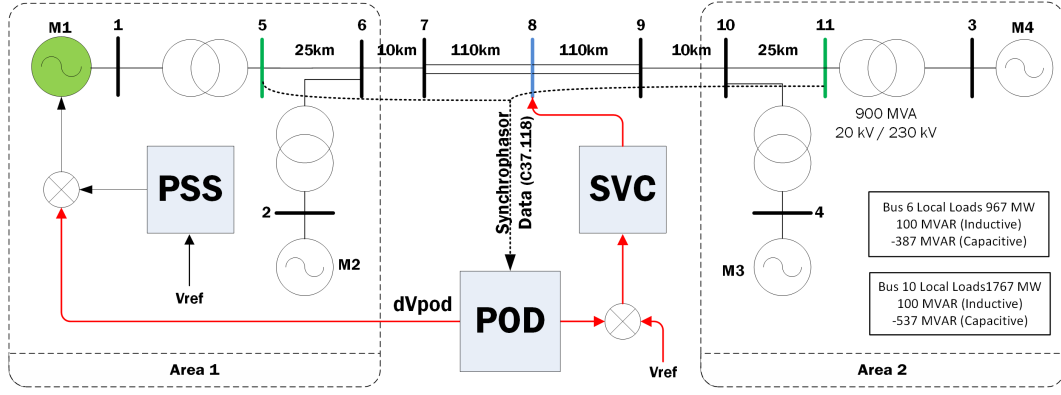 M1
1
5
6
7
8
9
10
11
3
M4
25km
10km
110km
110km
10km
25km
900 MVA
20 kV / 230 kV
PSS
Vref
2
M2
Synchrophasor
Data (C37.118)
SVC
4
M3
Bus 6 Local Loads 967 MW
100 MVAR (Inductive)
-387 MVAR (Capacitive)
Bus 10 Local Loads1767 MW
100 MVAR (Inductive)
-537 MVAR (Capacitive)
dVpod
POD
Vref
Area 1
Area 2